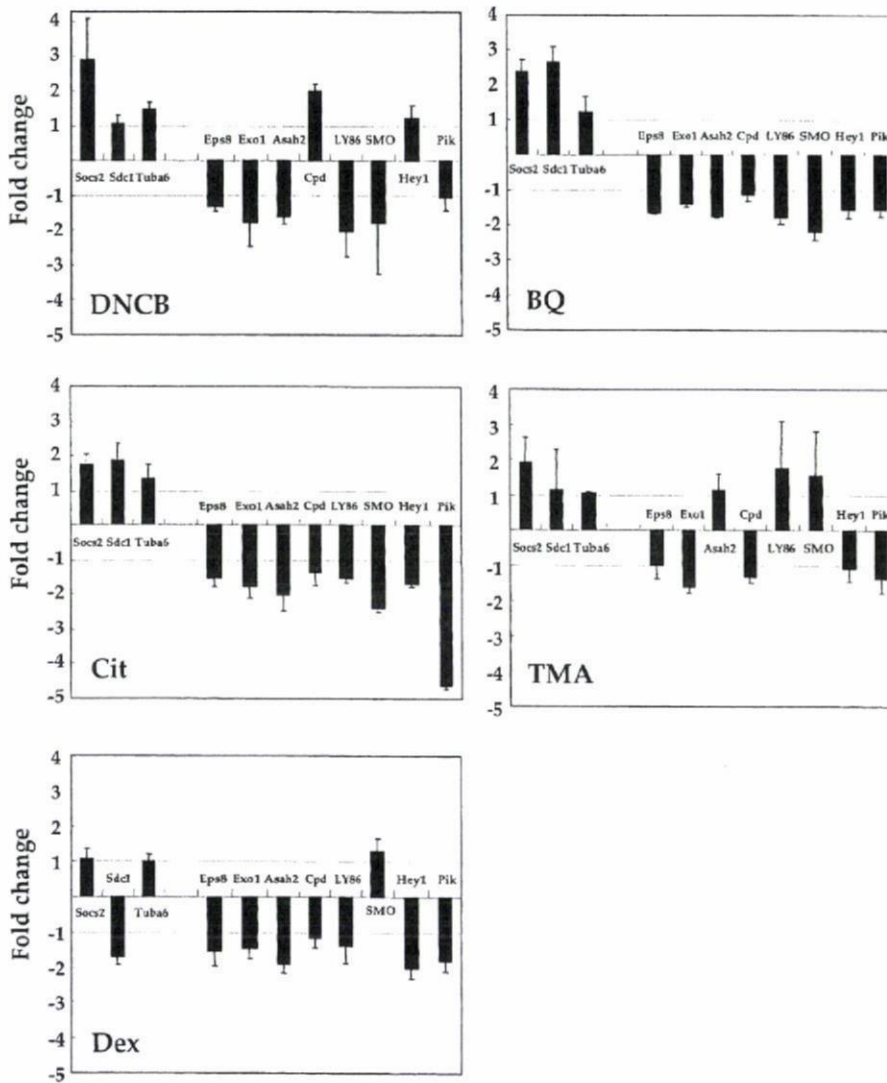 Fold change
4
3
2
1
-1
-2
-3
-4
-5
Eps8 Exo1 Asah2 LY86 SMO Pik
Socs2 Sdc1 Tuba6 Cpd Hey1
DNCB
4
3
2
1
-1
-2
-3
-4
-5
Eps8 Exo1 Asah2 Cpd LY86 SMO Hey1 Pik
Socs2 Sdc1 Tuba6
BQ
Fold change
4
3
2
1
-1
-2
-3
-4
-5
Eps8 Exo1 Asah2 Cpd LY86 SMO Hey1 Pik
Socs2 Sdc1 Tuba6
Cit
4
3
2
1
-1
-2
-3
-4
-5
Eps8 Exo1 Cpd Hey1 Pik
Socs2 Sdc1 Tuba6 Asah2 LY86 SMO
TMA
Fold change
4
3
2
1
-1
-2
-3
-4
-5
Sdc1 Eps8 Exo1 Asah2 Cpd LY86 Hey1 Pik
Socs2 Tuba6 SMO
Dex